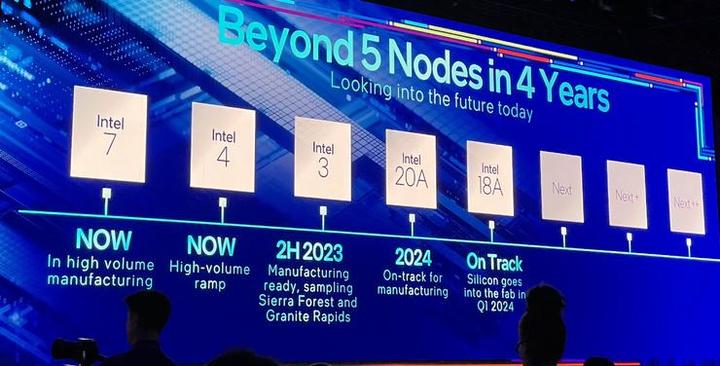 Beyond 5 Nodes in 4 Years
Looking into the future today
Intel
7
Intel
4
Intel
3
Intel
20A
Intel
18A
Next
Next+
Next++
NOW
In high volume
manufacturing
NOW
High-volume
ramp
2H 2023
Manufacturing
ready, sampling
Sierra Forest and
Granite Rapids
2024
On-track for
manufacturing
On Track
Silicon goes
into the fab in
Q1 2024